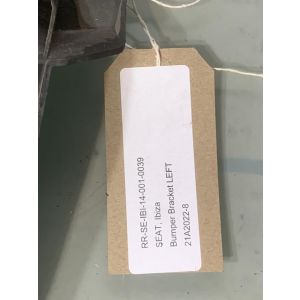 RR-SE-IBI-14-001-0039
SEAT, Ibiza
Bumper Bracket LEFT
21A2022-8